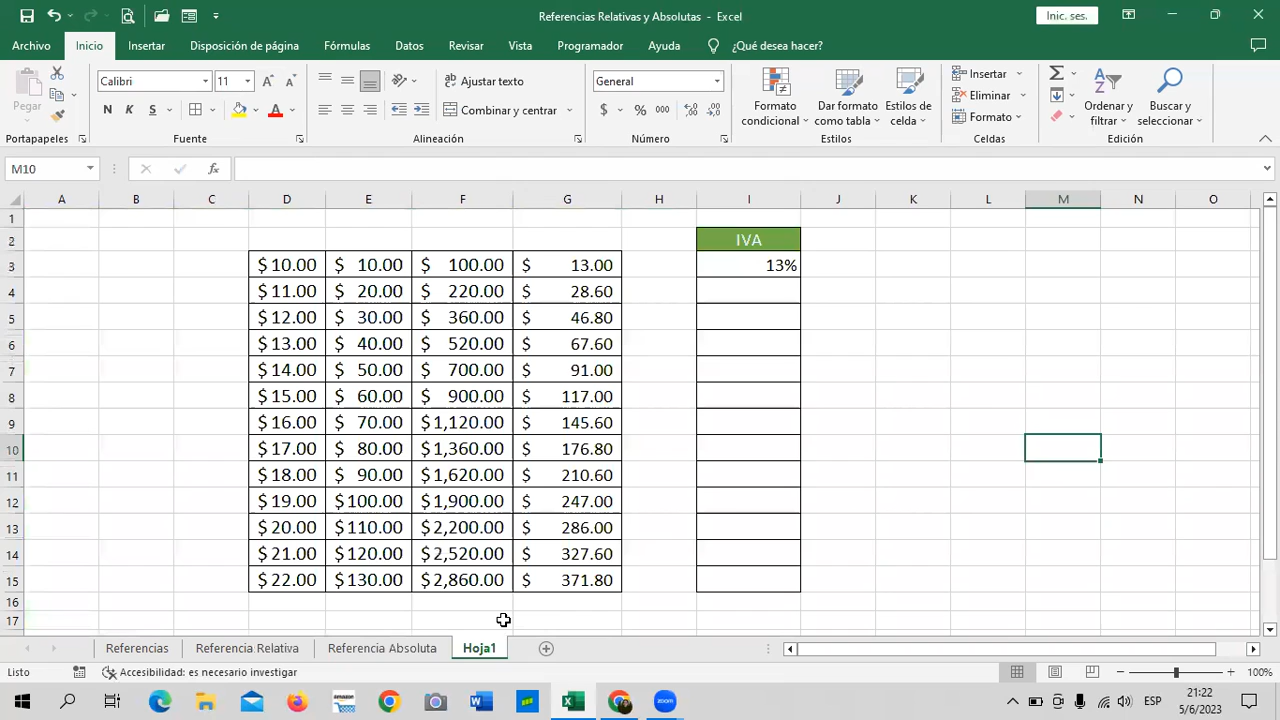 Referencias Relativas y Absolutas - Excel
Inic. ses.
Archivo Inicio Insertar Disposición de página Fórmulas Datos Revisar Vista Programador Ayuda ¿Qué desea hacer?
Pegar
Calibri 11
N K S
Ajustar texto
Combinar y centrar
General
$ % 000
Formato condicional
Dar formato como tabla
Estilos de celda
Insertar
Eliminar
Formato
Ordenar y filtrar
Buscar y seleccionar
Portapapeles Fuente Alineación Número Estilos Celdas Edición
M10 fx
A B C D E F G H I J K L M N O
1
2 IVA
3 $ 10.00 $ 10.00 $ 100.00 $ 13.00 13%
4 $ 11.00 $ 20.00 $ 220.00 $ 28.60
5 $ 12.00 $ 30.00 $ 360.00 $ 46.80
6 $ 13.00 $ 40.00 $ 520.00 $ 67.60
7 $ 14.00 $ 50.00 $ 700.00 $ 91.00
8 $ 15.00 $ 60.00 $ 900.00 $ 117.00
9 $ 16.00 $ 70.00 $ 1,120.00 $ 145.60
10 $ 17.00 $ 80.00 $ 1,360.00 $ 176.80
11 $ 18.00 $ 90.00 $ 1,620.00 $ 210.60
12 $ 19.00 $ 100.00 $ 1,900.00 $ 247.00
13 $ 20.00 $ 110.00 $ 2,200.00 $ 286.00
14 $ 21.00 $ 120.00 $ 2,520.00 $ 327.60
15 $ 22.00 $ 130.00 $ 2,860.00 $ 371.80
16
17
Referencias Referencia Relativa Referencia Absoluta Hoja1
Listo Accesibilidad: es necesario investigar 100%
amazon zoom ESP 21:22
5/6/2023